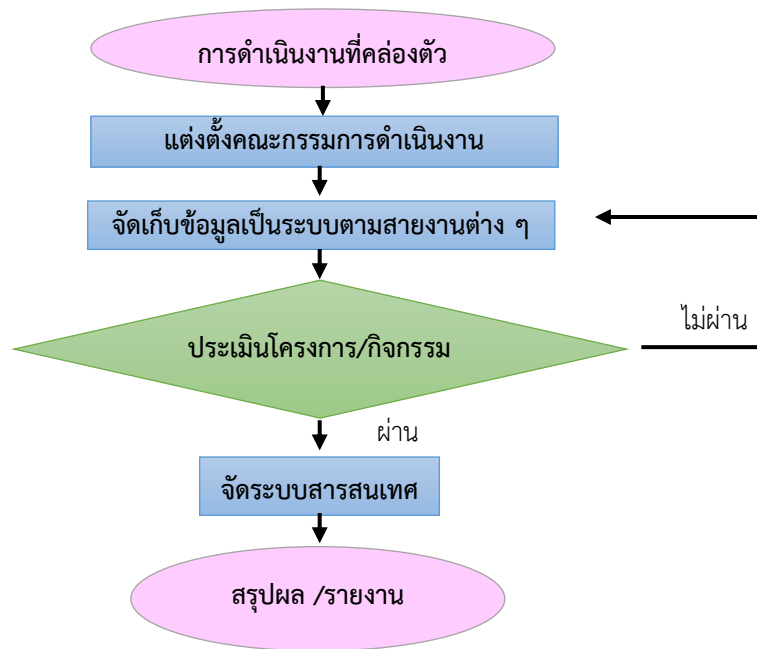 การดำเนินงานที่คล่องตัว
แต่งตั้งคณะกรรมการดำเนินงาน
จัดเก็บข้อมูลเป็นระบบตามสายงานต่าง ๆ
ไม่ผ่าน
ประเมินโครงการ/กิจกรรม
ผ่าน
จัดระบบสารสนเทศ
สรุปผล /รายงาน